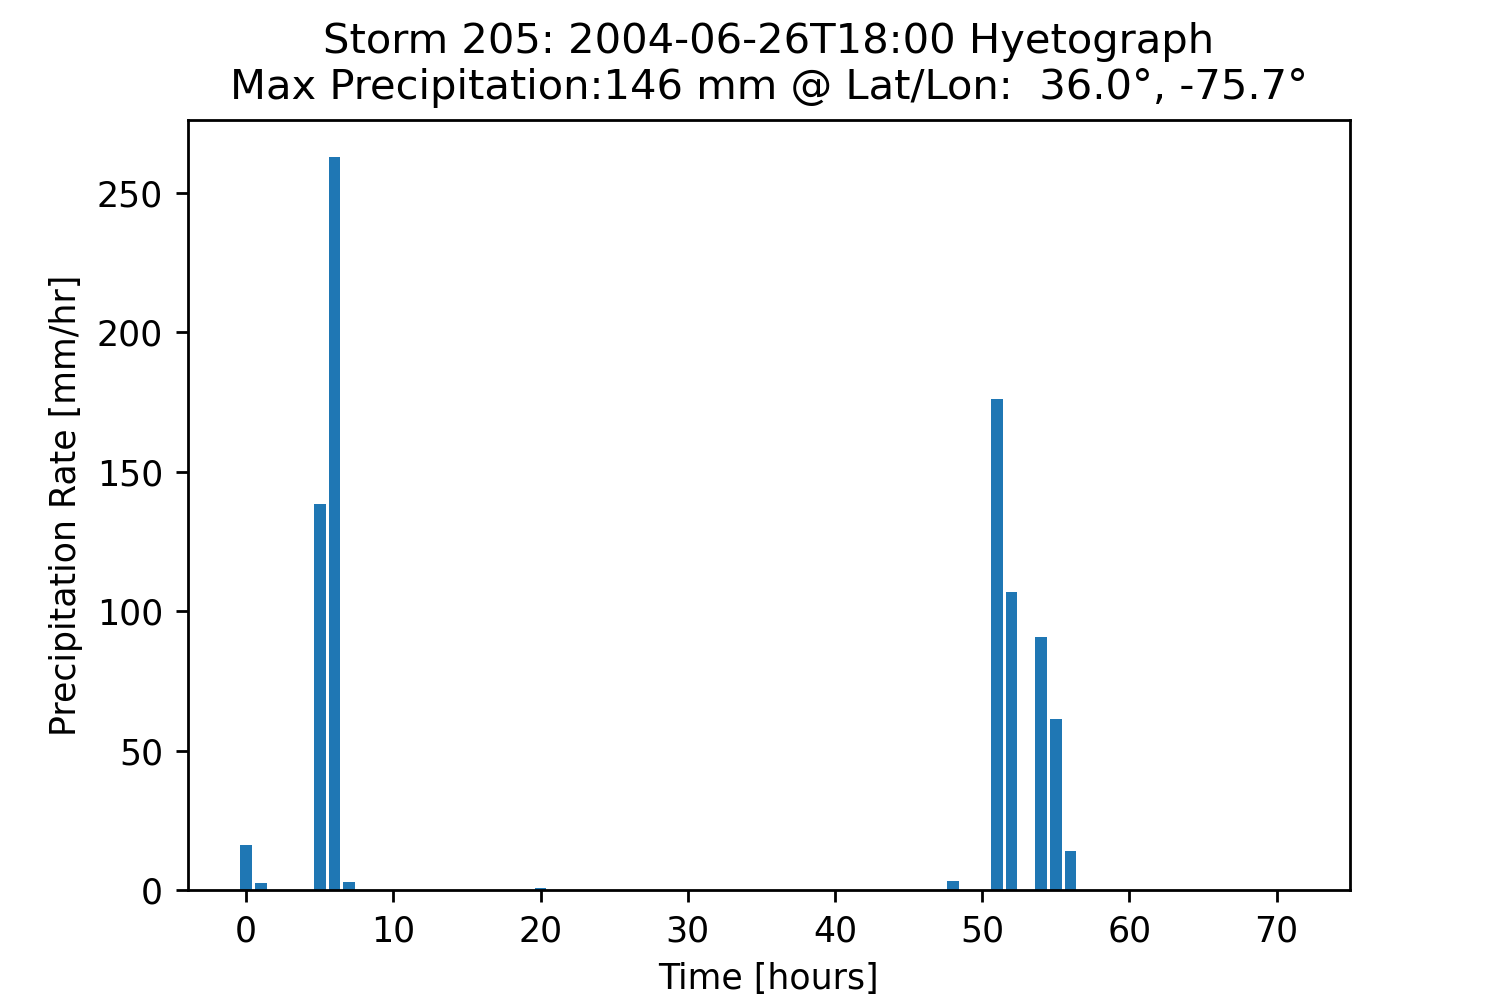 Storm 205: 2004-06-26T18:00 Hyetograph
Max Precipitation:146 mm @ Lat/Lon:  36.0°, -75.7°
Precipitation Rate [mm/hr]
250
200
150
100
50
0
0 10 20 30 40 50 60 70
Time [hours]